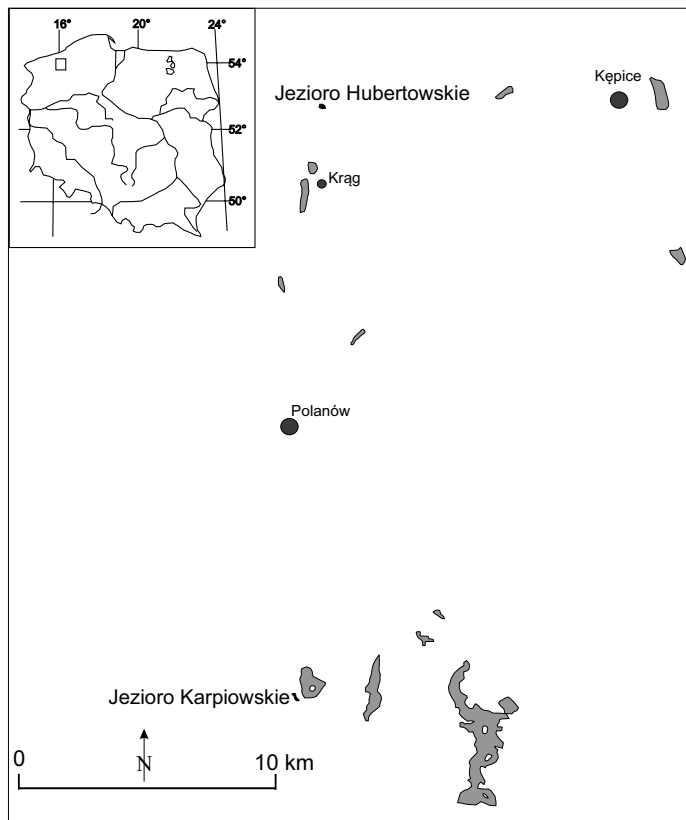 16° 20° 24°
54°
52°
50°
Jezioro Hubertowskie
Kępice
Krąg
Polanów
Jezioro Karpiowskie
N
0 10 km